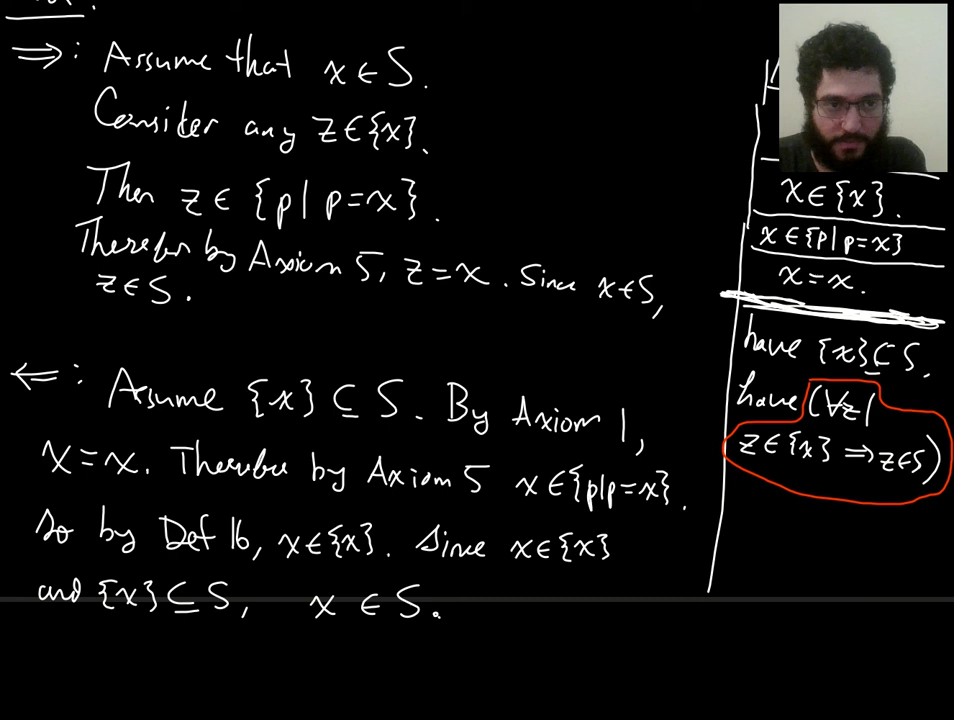 ⟹: Assume that x ∈ S.
Consider any z ∈ {x}.
Then z ∈ {p | p = x}.
Therefore by Axiom 5, z = x. Since x ∈ S,
z ∈ S.
⟸: Assume {x} ⊆ S. By Axiom 1,
x = x. Therefore by Axiom 5 x ∈ {p|p=x}.
So by Def 16, x ∈ {x}. Since x ∈ {x}
and {x} ⊆ S, x ∈ S.
x ∈ {x}.
x ∈ {p|p=x}
x = x.
have {x} ⊆ S.
have (∀z |
z ∈ {x} ⟹ z ∈ S)